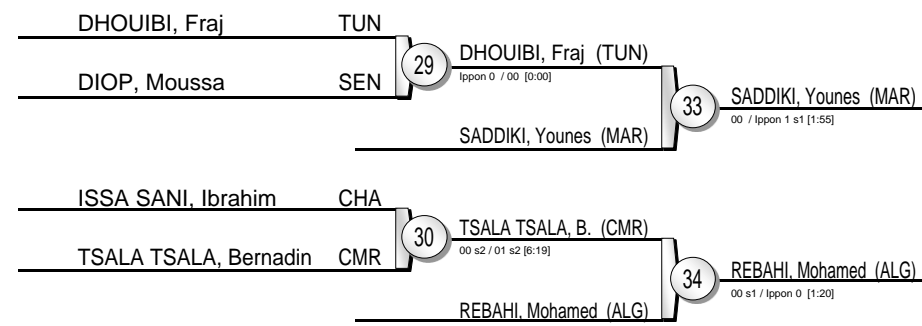 DHOUIBI, Fraj TUN
29
DHOUIBI, Fraj (TUN)
Ippon 0 / 00 [0:00]
DIOP, Moussa SEN
33
SADDIKI, Younes (MAR)
00 / Ippon 1 s1 [1:55]
SADDIKI, Younes (MAR)
ISSA SANI, Ibrahim CHA
30
TSALA TSALA, B. (CMR)
00 s2 / 01 s2 [6:19]
TSALA TSALA, Bernadin CMR
34
REBAHI, Mohamed (ALG)
00 s1 / Ippon 0 [1:20]
REBAHI, Mohamed (ALG)